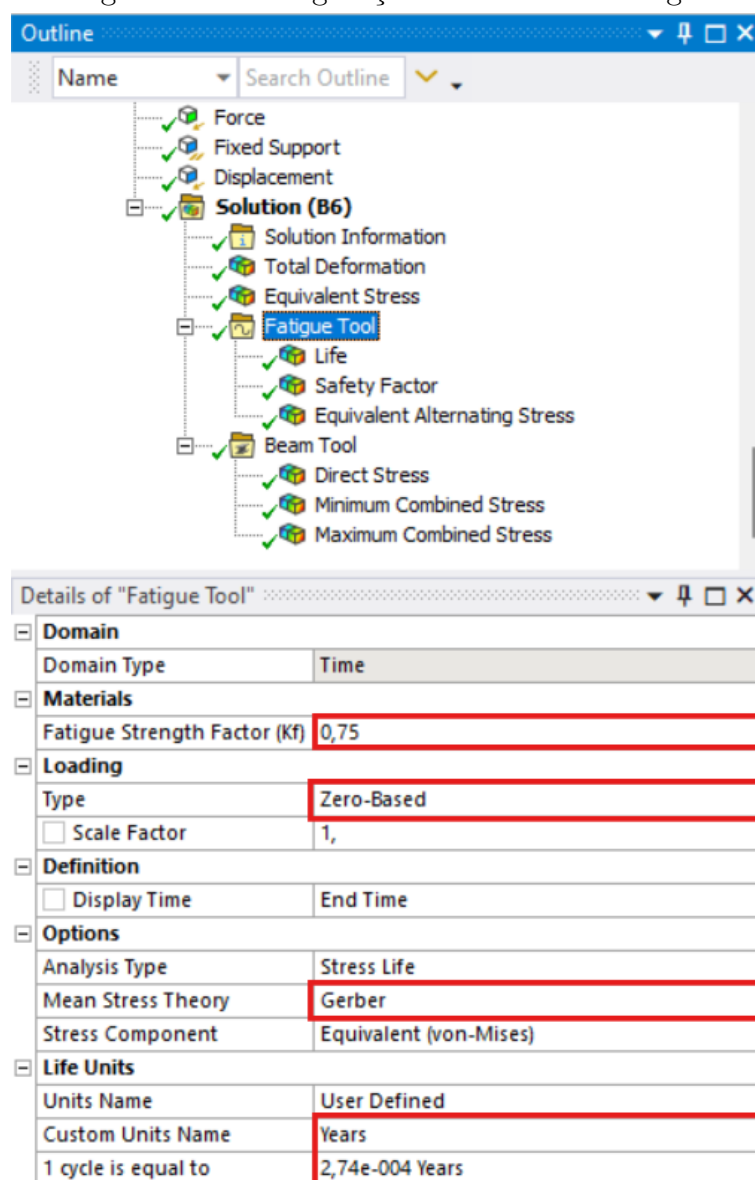 Outline
Name Search Outline
Force
Fixed Support
Displacement
Solution (B6)
Solution Information
Total Deformation
Equivalent Stress
Fatigue Tool
Life
Safety Factor
Equivalent Alternating Stress
Beam Tool
Direct Stress
Minimum Combined Stress
Maximum Combined Stress
Details of "Fatigue Tool"
Domain
Domain Type Time
Materials
Fatigue Strength Factor (Kf) 0,75
Loading
Type Zero-Based
Scale Factor 1,
Definition
Display Time End Time
Options
Analysis Type Stress Life
Mean Stress Theory Gerber
Stress Component Equivalent (von-Mises)
Life Units
Units Name User Defined
Custom Units Name Years
1 cycle is equal to 2,74e-004 Years